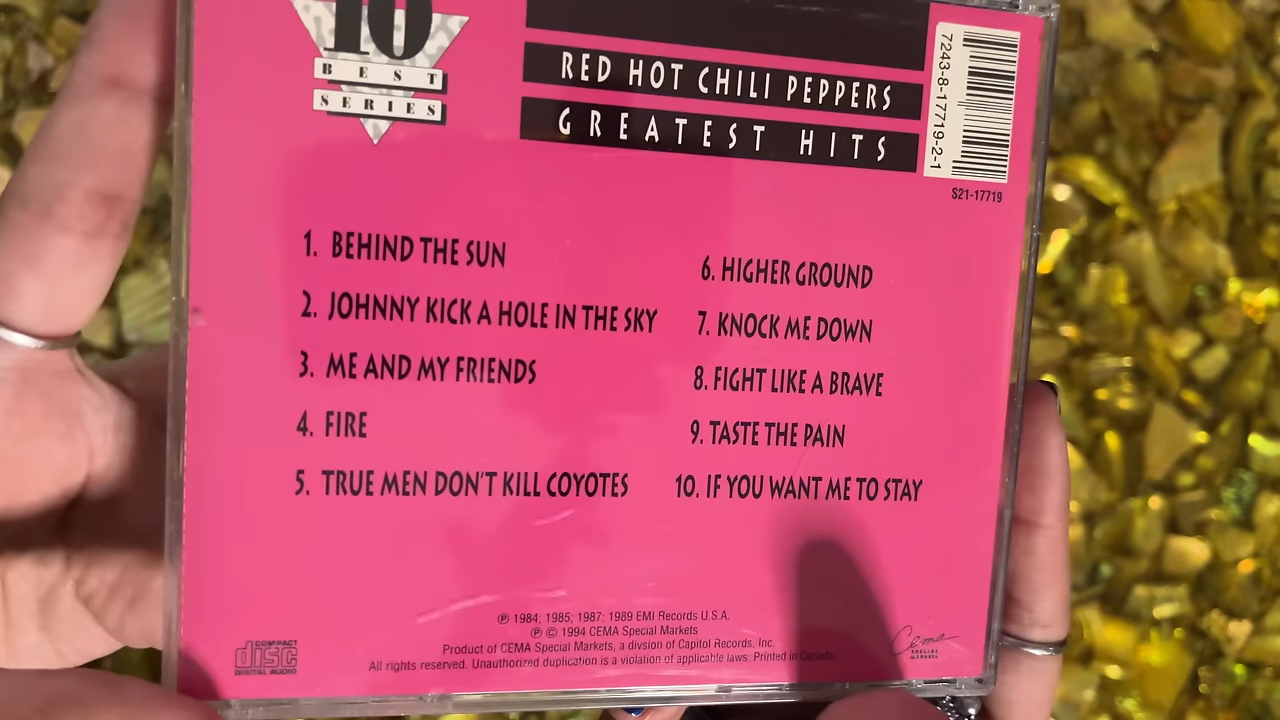 10
BEST
SERIES
RED HOT CHILI PEPPERS
GREATEST HITS
7243-8-17719-2-1
S21-17719
1. BEHIND THE SUN
2. JOHNNY KICK A HOLE IN THE SKY
3. ME AND MY FRIENDS
4. FIRE
5. TRUE MEN DON'T KILL COYOTES
6. HIGHER GROUND
7. KNOCK ME DOWN
8. FIGHT LIKE A BRAVE
9. TASTE THE PAIN
10. IF YOU WANT ME TO STAY
℗ 1984; 1985; 1987; 1989 EMI Records U.S.A.
℗ © 1994 CEMA Special Markets
Product of CEMA Special Markets, a division of Capitol Records, Inc.
All rights reserved. Unauthorized duplication is a violation of applicable laws. Printed in Canada.
COMPACT
disc
DIGITAL AUDIO
Cema
SPECIAL
MARKETS